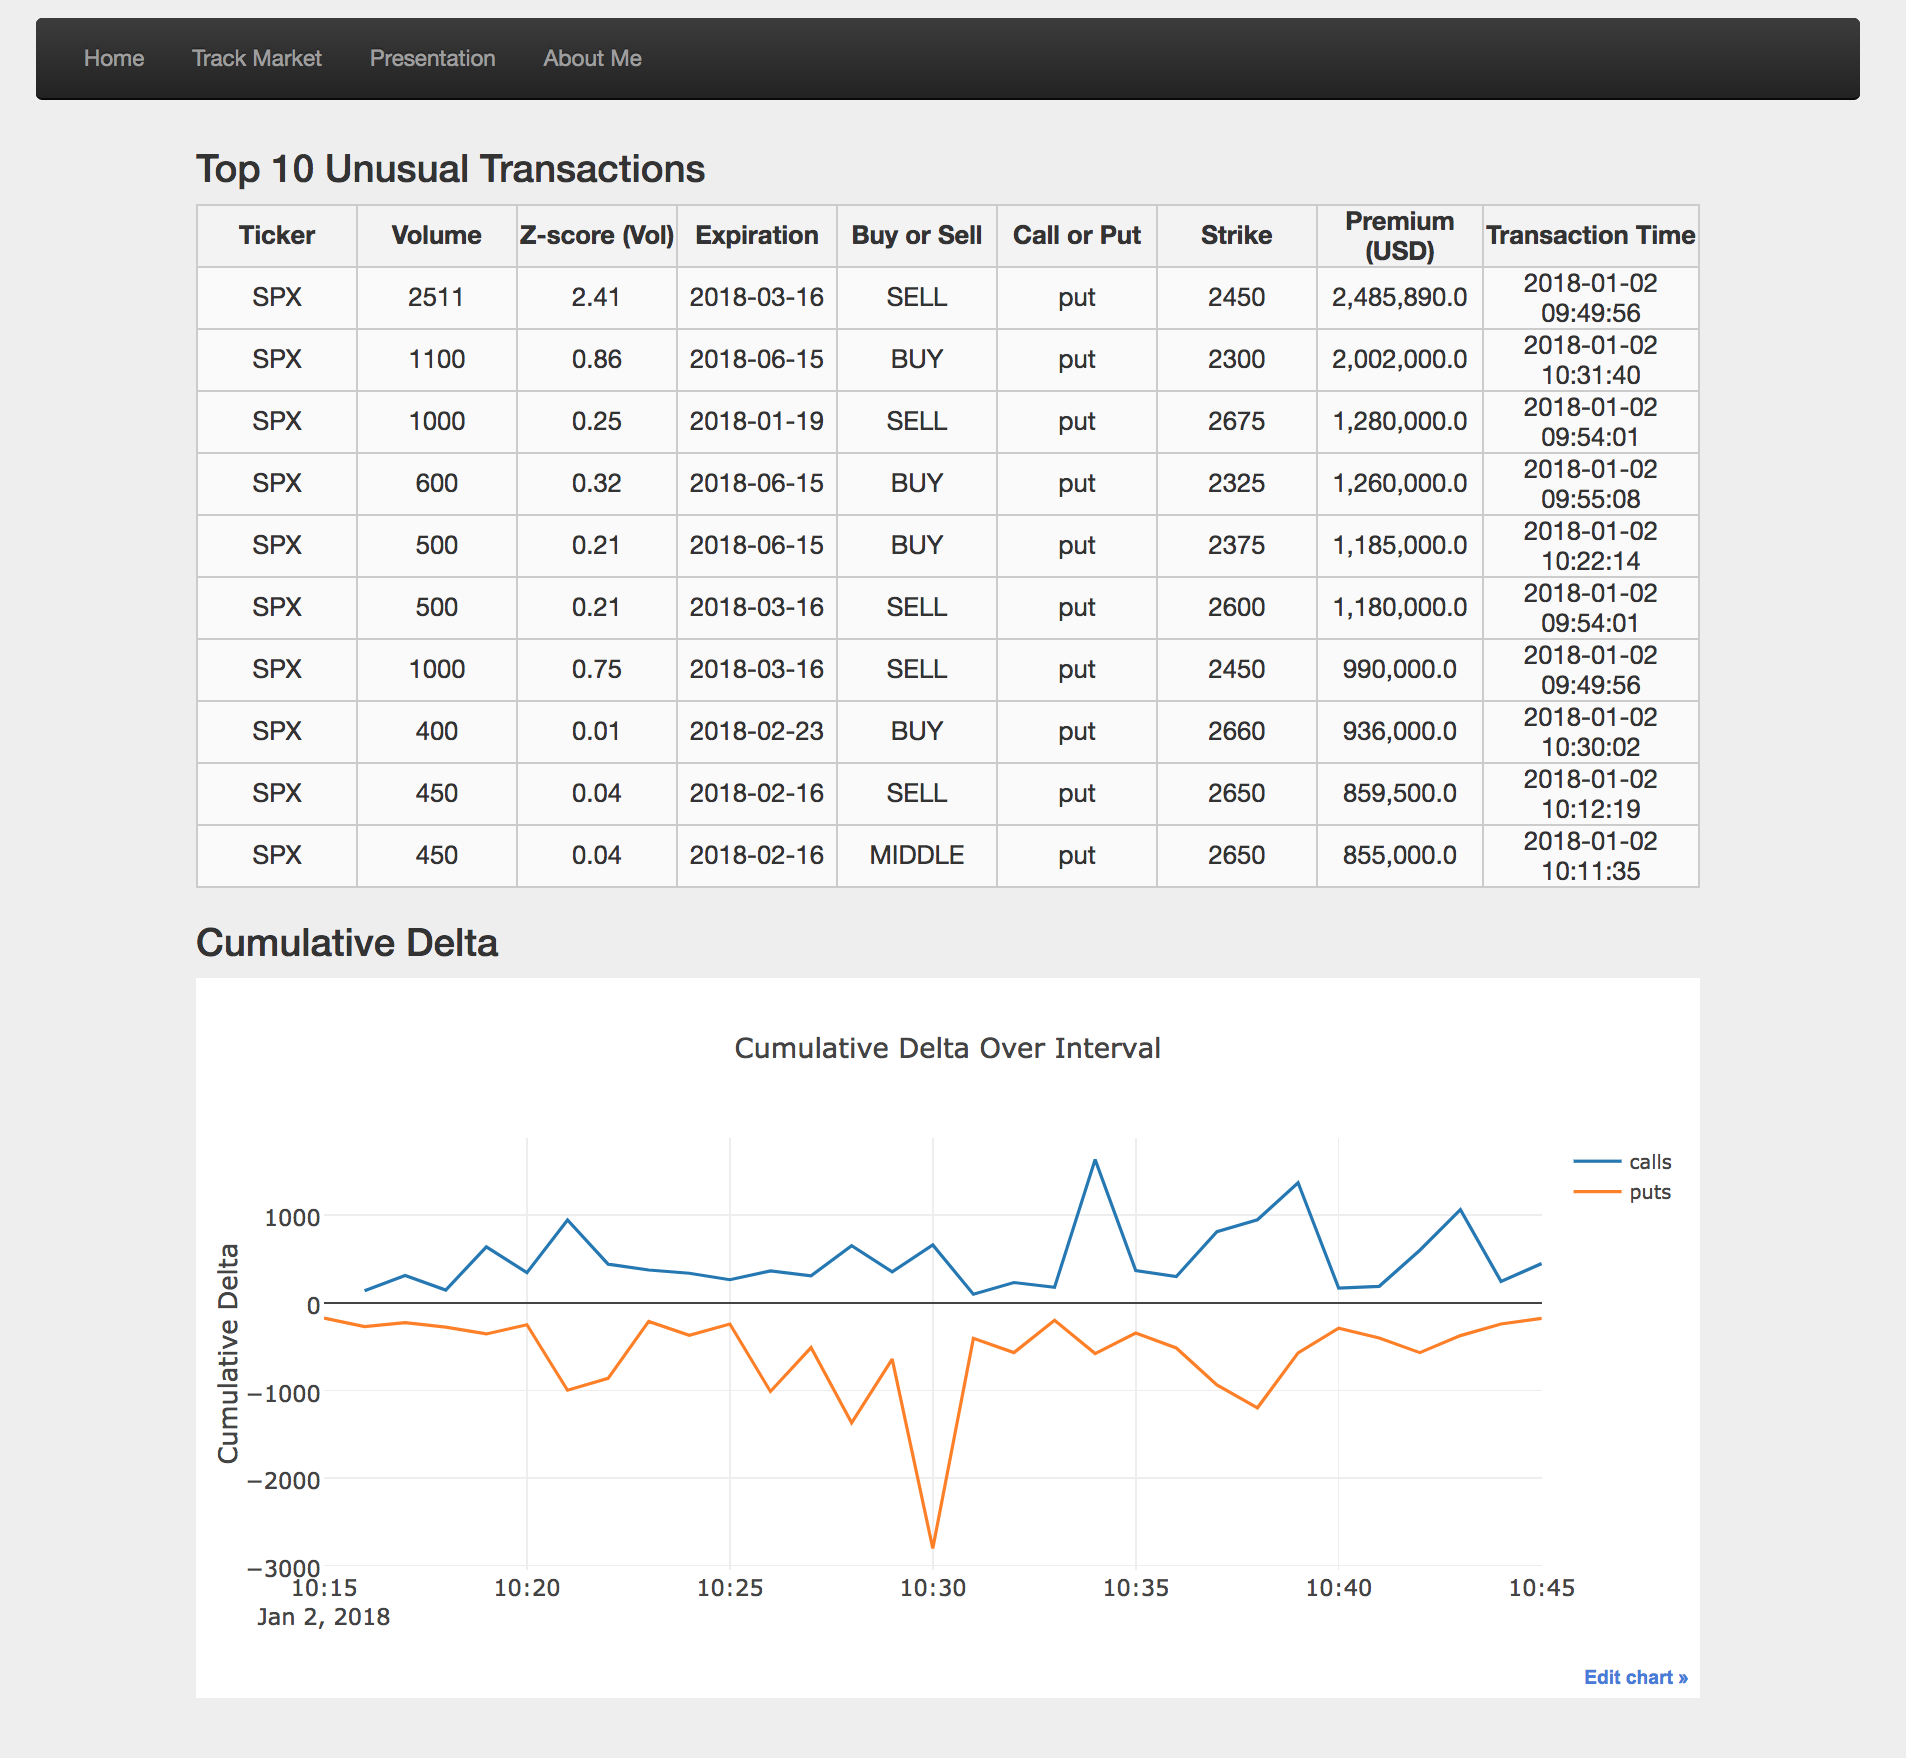 Home Track Market Presentation About Me
Top 10 Unusual Transactions
Ticker Volume Z-score (Vol) Expiration Buy or Sell Call or Put Strike Premium (USD) Transaction Time
SPX 2511 2.41 2018-03-16 SELL put 2450 2,485,890.0 2018-01-02 09:49:56
SPX 1100 0.86 2018-06-15 BUY put 2300 2,002,000.0 2018-01-02 10:31:40
SPX 1000 0.25 2018-01-19 SELL put 2675 1,280,000.0 2018-01-02 09:54:01
SPX 600 0.32 2018-06-15 BUY put 2325 1,260,000.0 2018-01-02 09:55:08
SPX 500 0.21 2018-06-15 BUY put 2375 1,185,000.0 2018-01-02 10:22:14
SPX 500 0.21 2018-03-16 SELL put 2600 1,180,000.0 2018-01-02 09:54:01
SPX 1000 0.75 2018-03-16 SELL put 2450 990,000.0 2018-01-02 09:49:56
SPX 400 0.01 2018-02-23 BUY put 2660 936,000.0 2018-01-02 10:30:02
SPX 450 0.04 2018-02-16 SELL put 2650 859,500.0 2018-01-02 10:12:19
SPX 450 0.04 2018-02-16 MIDDLE put 2650 855,000.0 2018-01-02 10:11:35
Cumulative Delta
Cumulative Delta Over Interval
calls
puts
Cumulative Delta
1000
0
−1000
−2000
−3000
10:15 10:20 10:25 10:30 10:35 10:40 10:45
Jan 2, 2018
Edit chart »